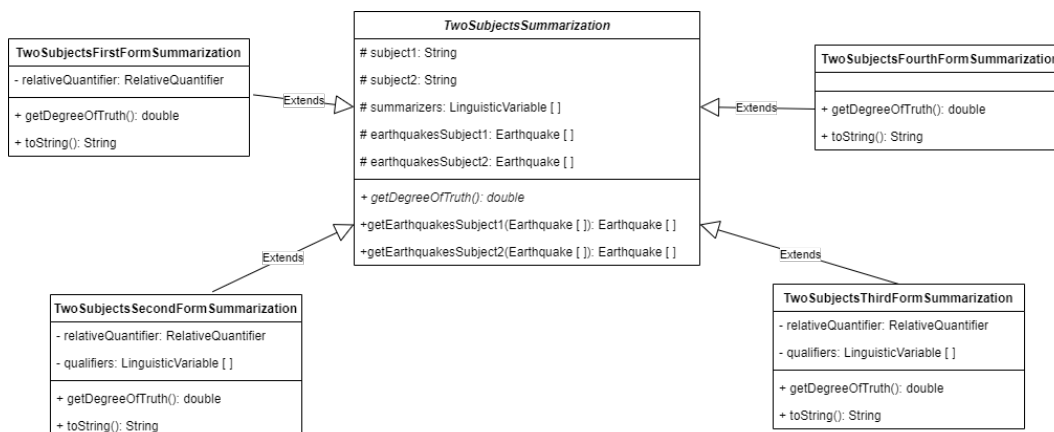 TwoSubjectsSummarization
# subject1: String
# subject2: String
# summarizers: LinguisticVariable [ ]
# earthquakesSubject1: Earthquake [ ]
# earthquakesSubject2: Earthquake [ ]
+ getDegreeOfTruth(): double
+getEarthquakesSubject1(Earthquake [ ]): Earthquake [ ]
+getEarthquakesSubject2(Earthquake [ ]): Earthquake [ ]
TwoSubjectsFirstFormSummarization
- relativeQuantifier: RelativeQuantifier
+ getDegreeOfTruth(): double
+ toString(): String
Extends
TwoSubjectsFourthFormSummarization
+ getDegreeOfTruth(): double
+ toString(): String
Extends
TwoSubjectsSecondFormSummarization
- relativeQuantifier: RelativeQuantifier
- qualifiers: LinguisticVariable [ ]
+ getDegreeOfTruth(): double
+ toString(): String
Extends
TwoSubjectsThirdFormSummarization
- relativeQuantifier: RelativeQuantifier
- qualifiers: LinguisticVariable [ ]
+ getDegreeOfTruth(): double
+ toString(): String
Extends